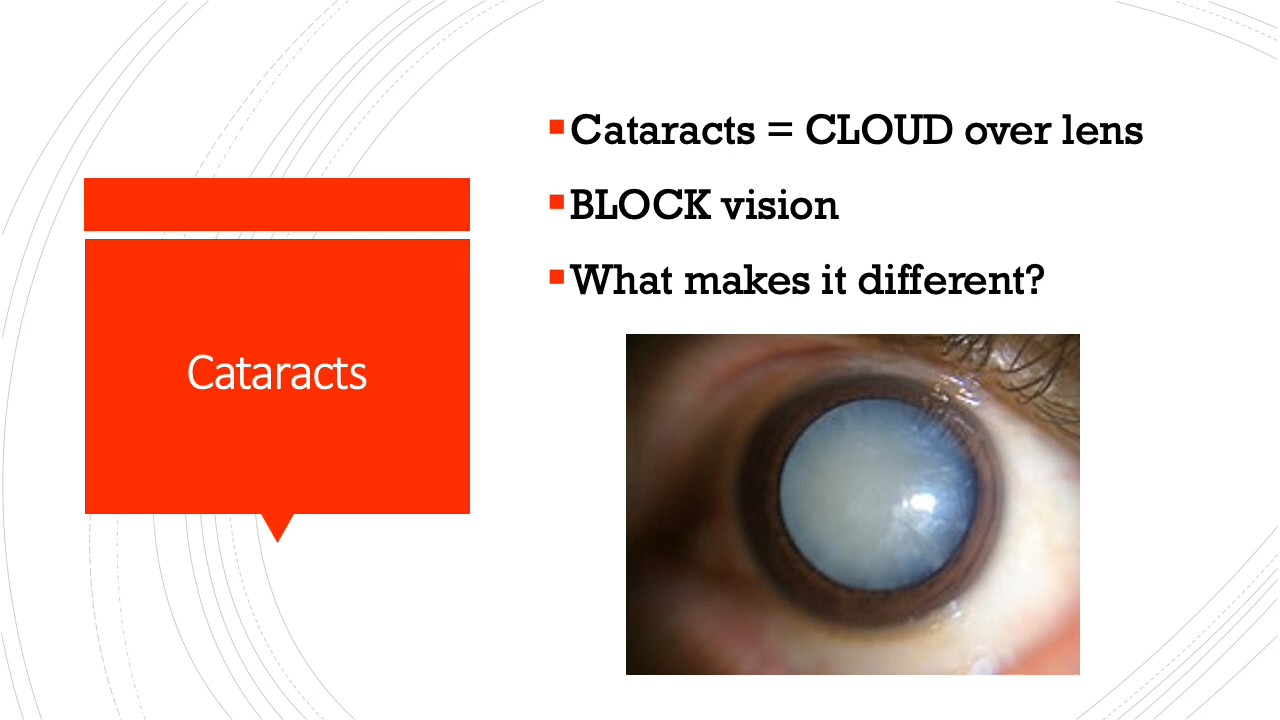 Cataracts
Cataracts = CLOUD over lens
BLOCK vision
What makes it different?